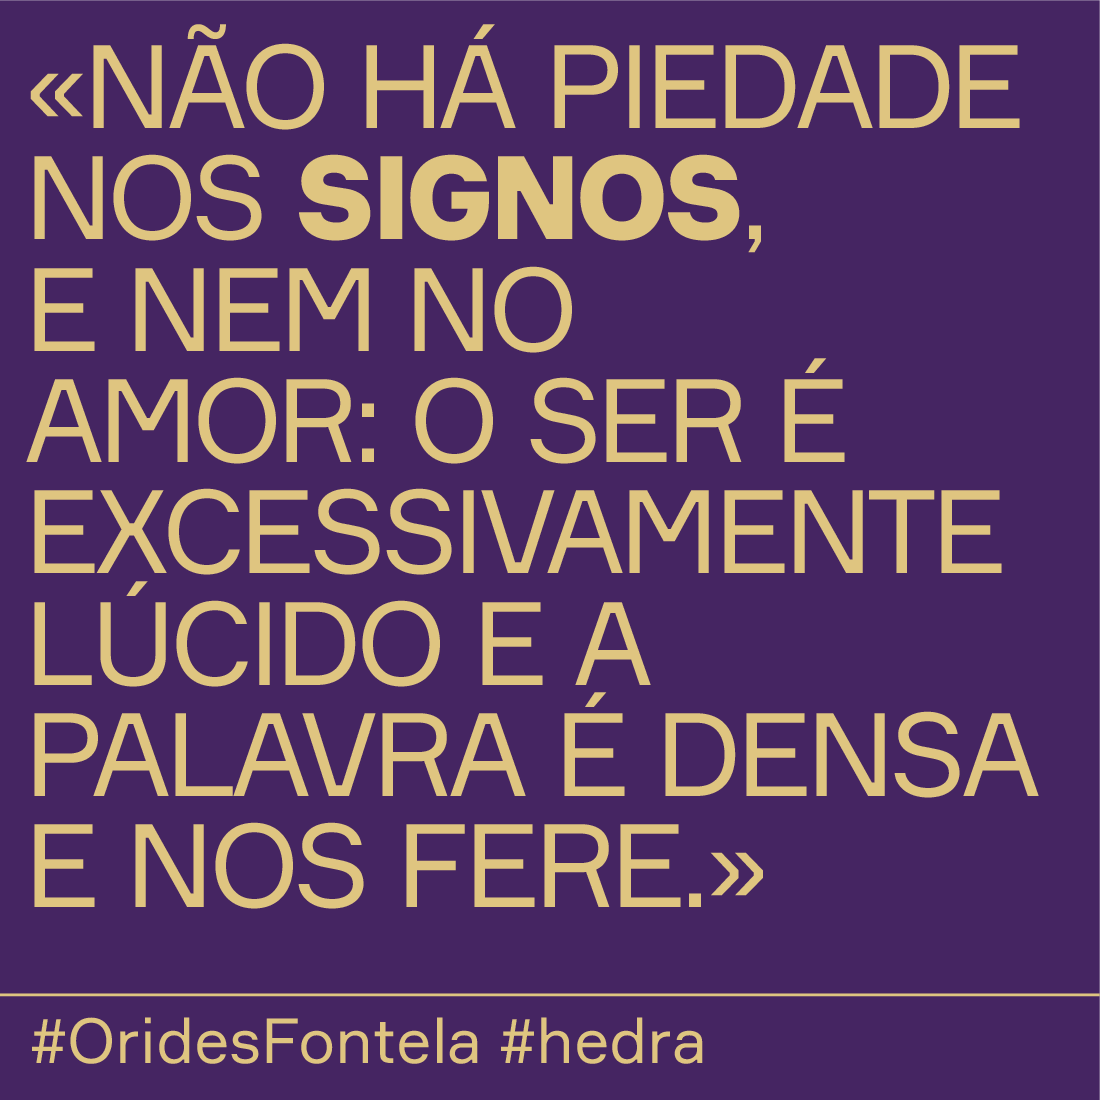 «NÃO HÁ PIEDADE
NOS SIGNOS,
E NEM NO
AMOR: O SER É
EXCESSIVAMENTE
LÚCIDO E A
PALAVRA É DENSA
E NOS FERE.»
#OridesFontela #hedra